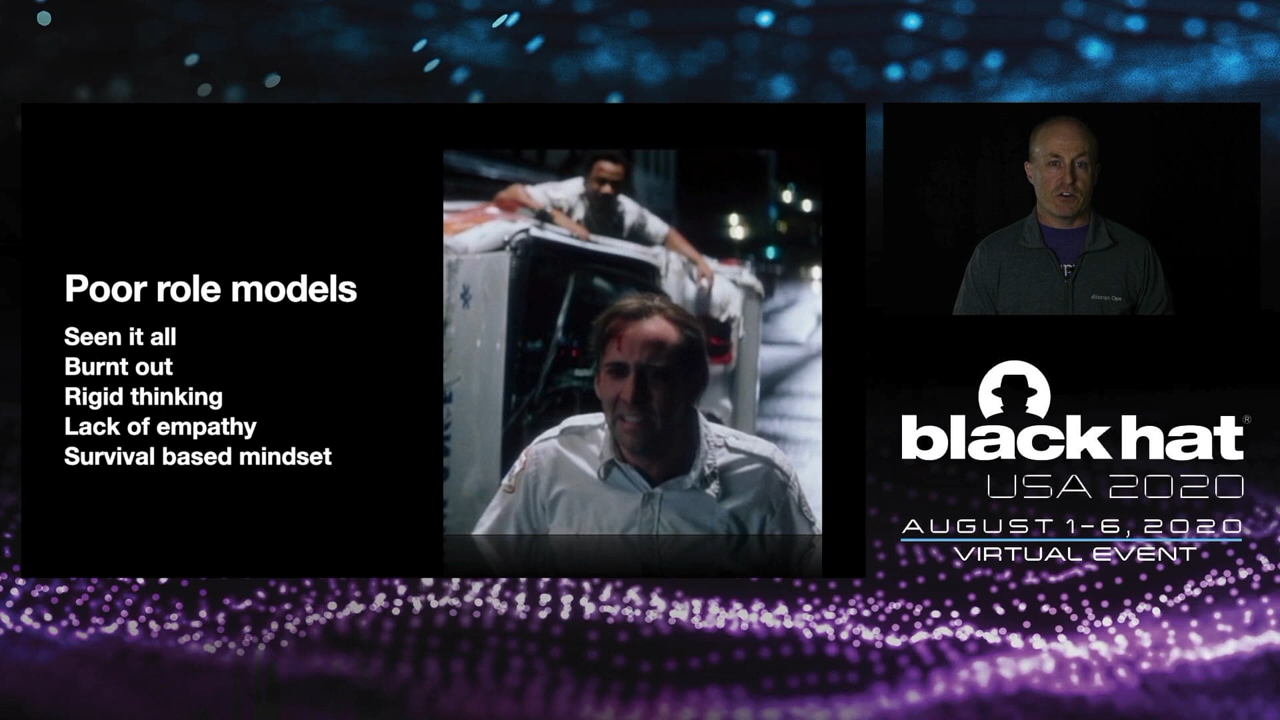 Poor role models
Seen it all
Burnt out
Rigid thinking
Lack of empathy
Survival based mindset
black hat®
USA 2020
AUGUST 1-6, 2020
VIRTUAL EVENT